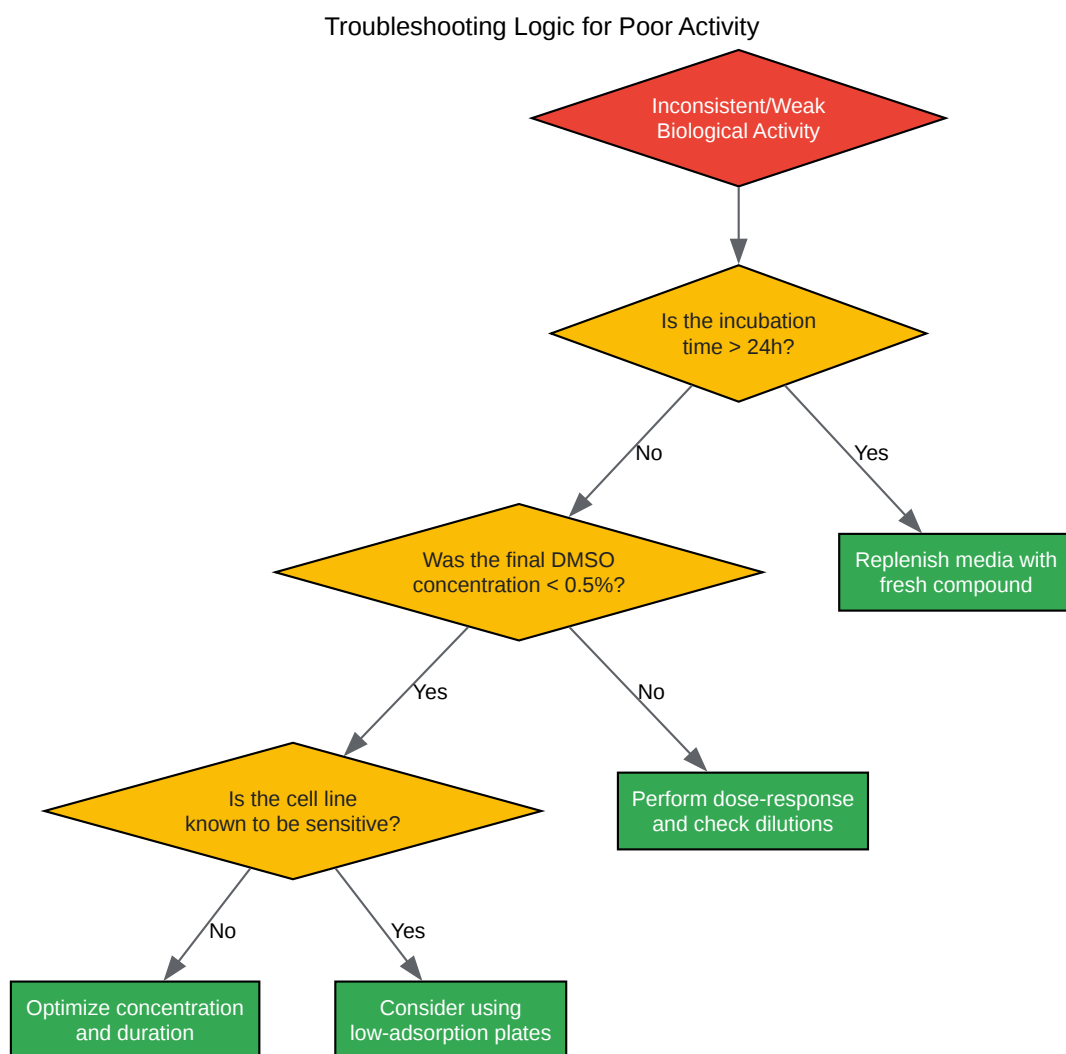 Troubleshooting Logic for Poor Activity
Inconsistent/Weak
Biological Activity
Is the incubation
time > 24h?
No
Yes
Was the final DMSO
concentration < 0.5%?
Replenish media with
fresh compound
Yes
No
Is the cell line
known to be sensitive?
Perform dose-response
and check dilutions
No
Yes
Optimize concentration
and duration
Consider using
low-adsorption plates